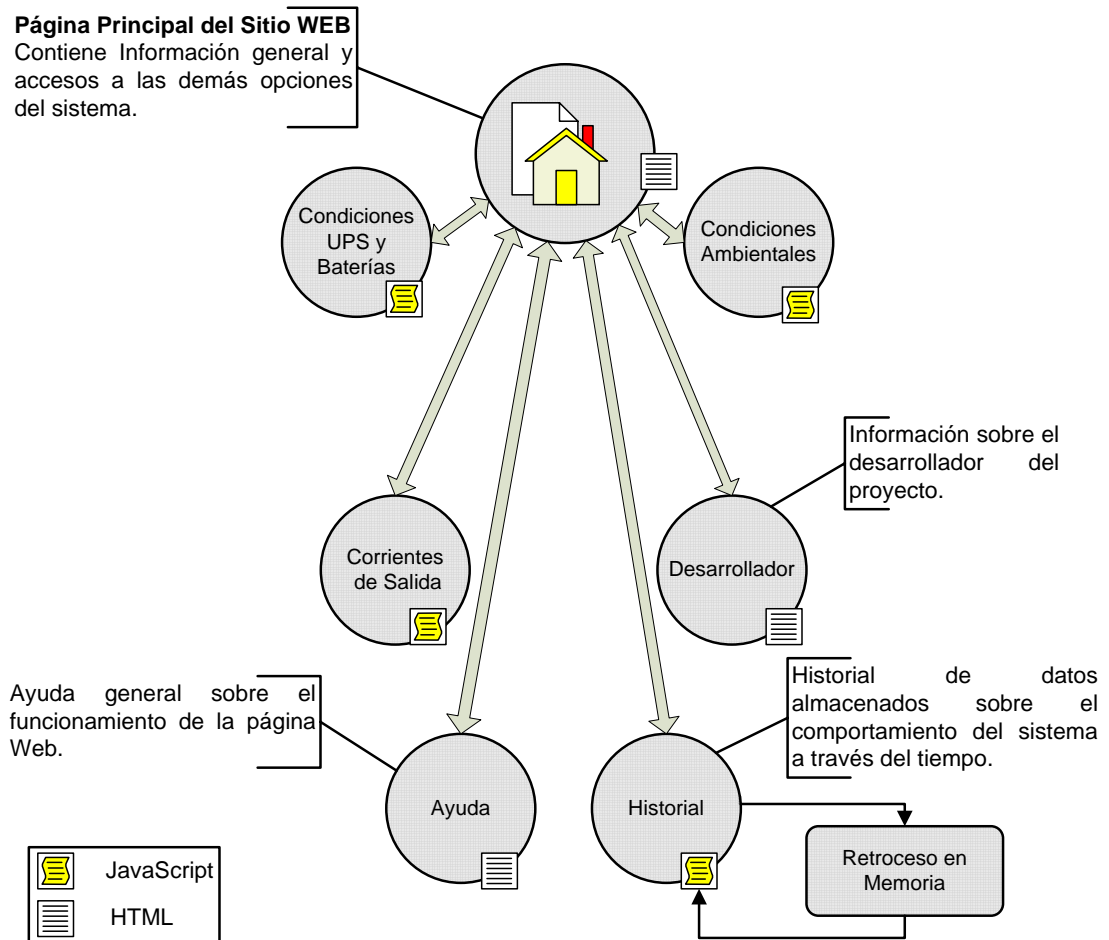 Página Principal del Sitio WEB
Contiene Información general y
accesos a las demás opciones
del sistema.
Condiciones
UPS y
Baterías
Condiciones
Ambientales
Información sobre el
desarrollador del
proyecto.
Corrientes
de Salida
Desarrollador
Ayuda general sobre el
funcionamiento de la página
Web.
Historial de datos
almacenados sobre el
comportamiento del sistema
a través del tiempo.
Ayuda
Historial
Retroceso en
Memoria
JavaScript
HTML